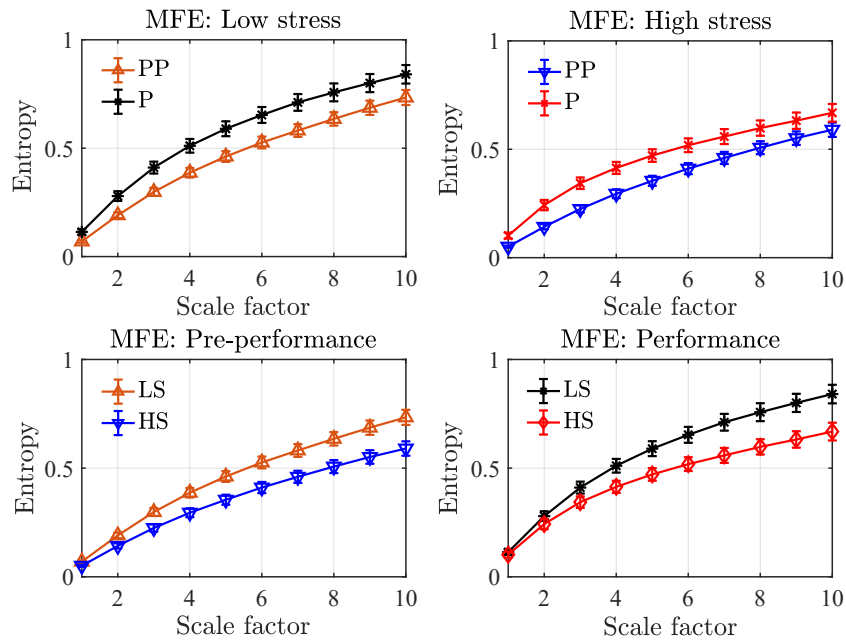 MFE: Low stress
1
PP
P
0.5
0
Entropy
2 4 6 8 10
Scale factor
MFE: High stress
1
PP
P
0.5
0
Entropy
2 4 6 8 10
Scale factor
MFE: Pre-performance
1
LS
HS
0.5
0
Entropy
2 4 6 8 10
Scale factor
MFE: Performance
1
LS
HS
0.5
0
Entropy
2 4 6 8 10
Scale factor